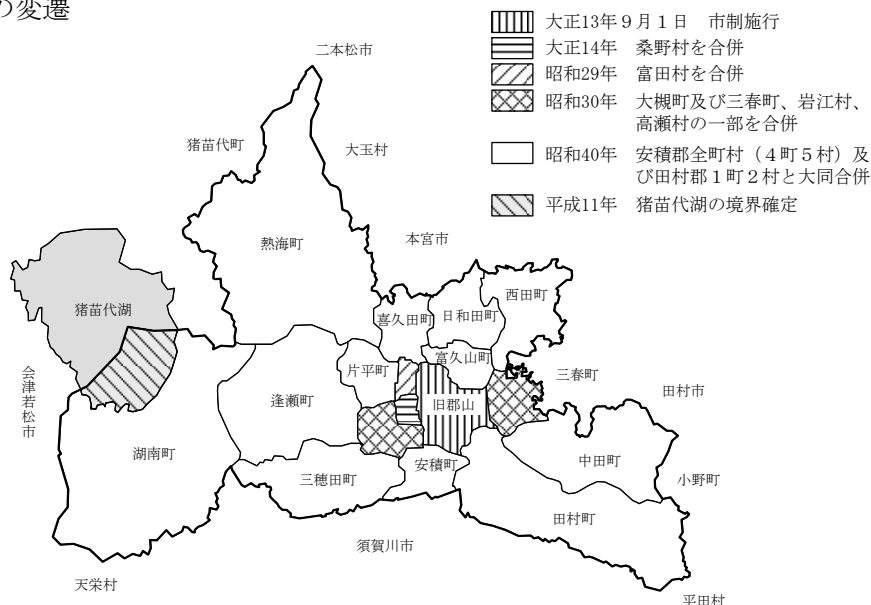 の変遷
大正13年9月1日 市制施行
大正14年 桑野村を合併
昭和29年 富田村を合併
昭和30年 大槻町及び三春町、岩江村、
高瀬村の一部を合併
昭和40年 安積郡全町村（4町5村）及
び田村郡1町2村と大同合併
平成11年 猪苗代湖の境界確定
二本松市
猪苗代町
大玉村
熱海町
本宮市
西田町
猪苗代湖
喜久田町
日和田町
富久山町
片平町
三春町
会津若松市
逢瀬町
旧郡山
田村市
湖南町
安積町
中田町
三穂田町
小野町
田村町
須賀川市
天栄村
平田村